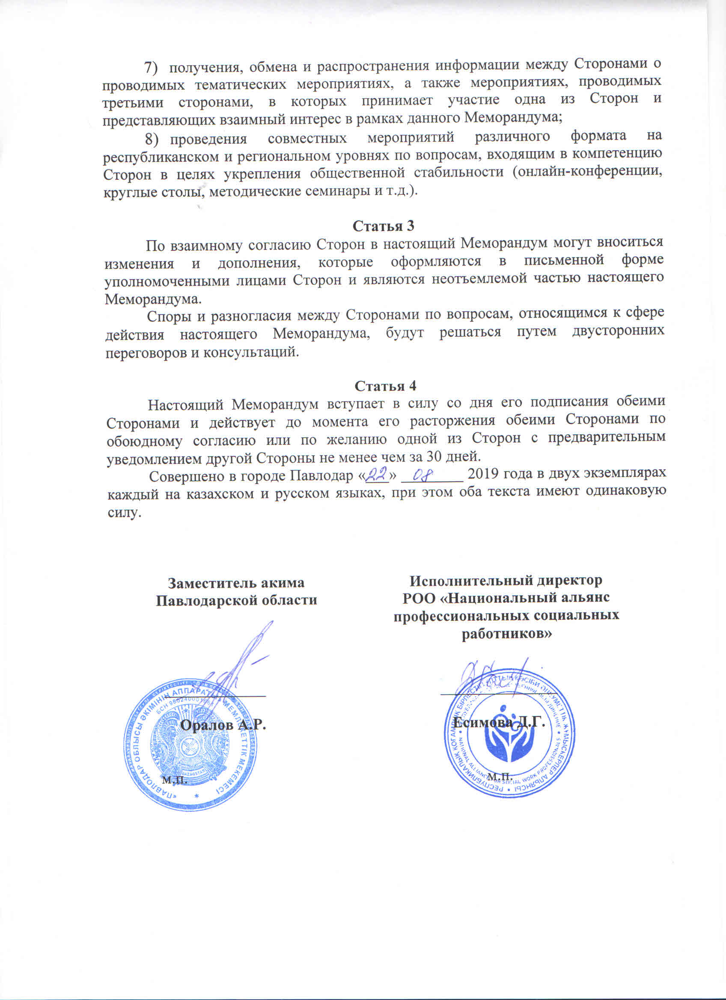 7) получения, обмена и распространения информации между Сторонами о
проводимых тематических мероприятиях, а также мероприятиях, проводимых
третьими сторонами, в которых принимает участие одна из Сторон и
представляющих взаимный интерес в рамках данного Меморандума;
8) проведения совместных мероприятий различного формата на
республиканском и региональном уровнях по вопросам, входящим в компетенцию
Сторон в целях укрепления общественной стабильности (онлайн-конференции,
круглые столы, методические семинары и т.д.).
Статья 3
По взаимному согласию Сторон в настоящий Меморандум могут вноситься
изменения и дополнения, которые оформляются в письменной форме
уполномоченными лицами Сторон и являются неотъемлемой частью настоящего
Меморандума.
Споры и разногласия между Сторонами по вопросам, относящимся к сфере
действия настоящего Меморандума, будут решаться путем двусторонних
переговоров и консультаций.
Статья 4
Настоящий Меморандум вступает в силу со дня его подписания обеими
Сторонами и действует до момента его расторжения обеими Сторонами по
обоюдному согласию или по желанию одной из Сторон с предварительным
уведомлением другой Стороны не менее чем за 30 дней.
Совершено в городе Павлодар «22» 08 2019 года в двух экземплярах
каждый на казахском и русском языках, при этом оба текста имеют одинаковую
силу.
Заместитель акима
Павлодарской области
Исполнительный директор
РОО «Национальный альянс
профессиональных социальных
работников»
Оралов А.Р.
Есимова Д.Г.
м.п.
м.п.
«ПАВЛОДАР ОБЛЫСЫ ӘКІМІНІҢ АППАРАТЫ» МЕМЛЕКЕТТІК МЕКЕМЕСІ
QAZAQSTAN
РЕСПУБЛИКАЛЫҚ ҚОҒАМДЫҚ БІРЛЕСТІГІ ҰЛТТЫҚ КӘСІБИ ӘЛЕУМЕТТІК ЖҰМЫСКЕРЛЕР АЛЬЯНСЫ
NATIONAL ALLIANCE FOR SOCIAL WORK PROFESSIONALS